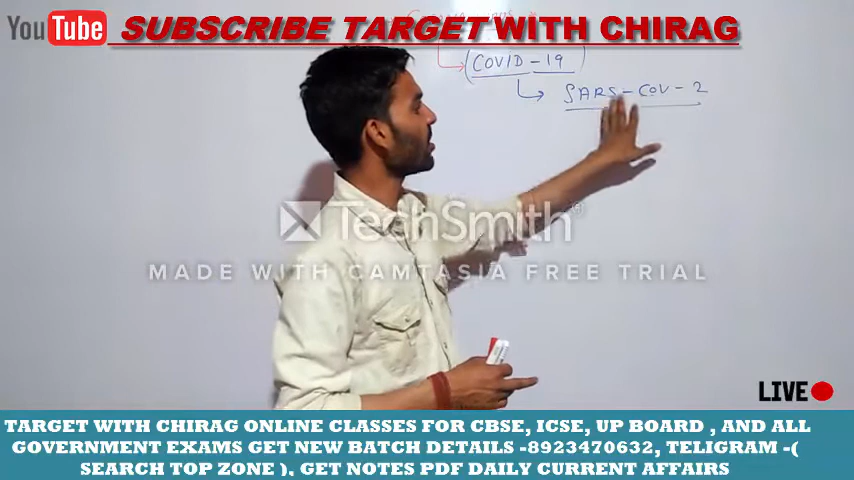 YouTube SUBSCRIBE TARGET WITH CHIRAG
COVID-19
SARS-COV-2
TechSmith
MADE WITH CAMTASIA FREE TRIAL
LIVE
TARGET WITH CHIRAG ONLINE CLASSES FOR CBSE, ICSE, UP BOARD , AND ALL
GOVERNMENT EXAMS GET NEW BATCH DETAILS -8923470632, TELIGRAM -(
SEARCH TOP ZONE ), GET NOTES PDF DAILY CURRENT AFFAIRS